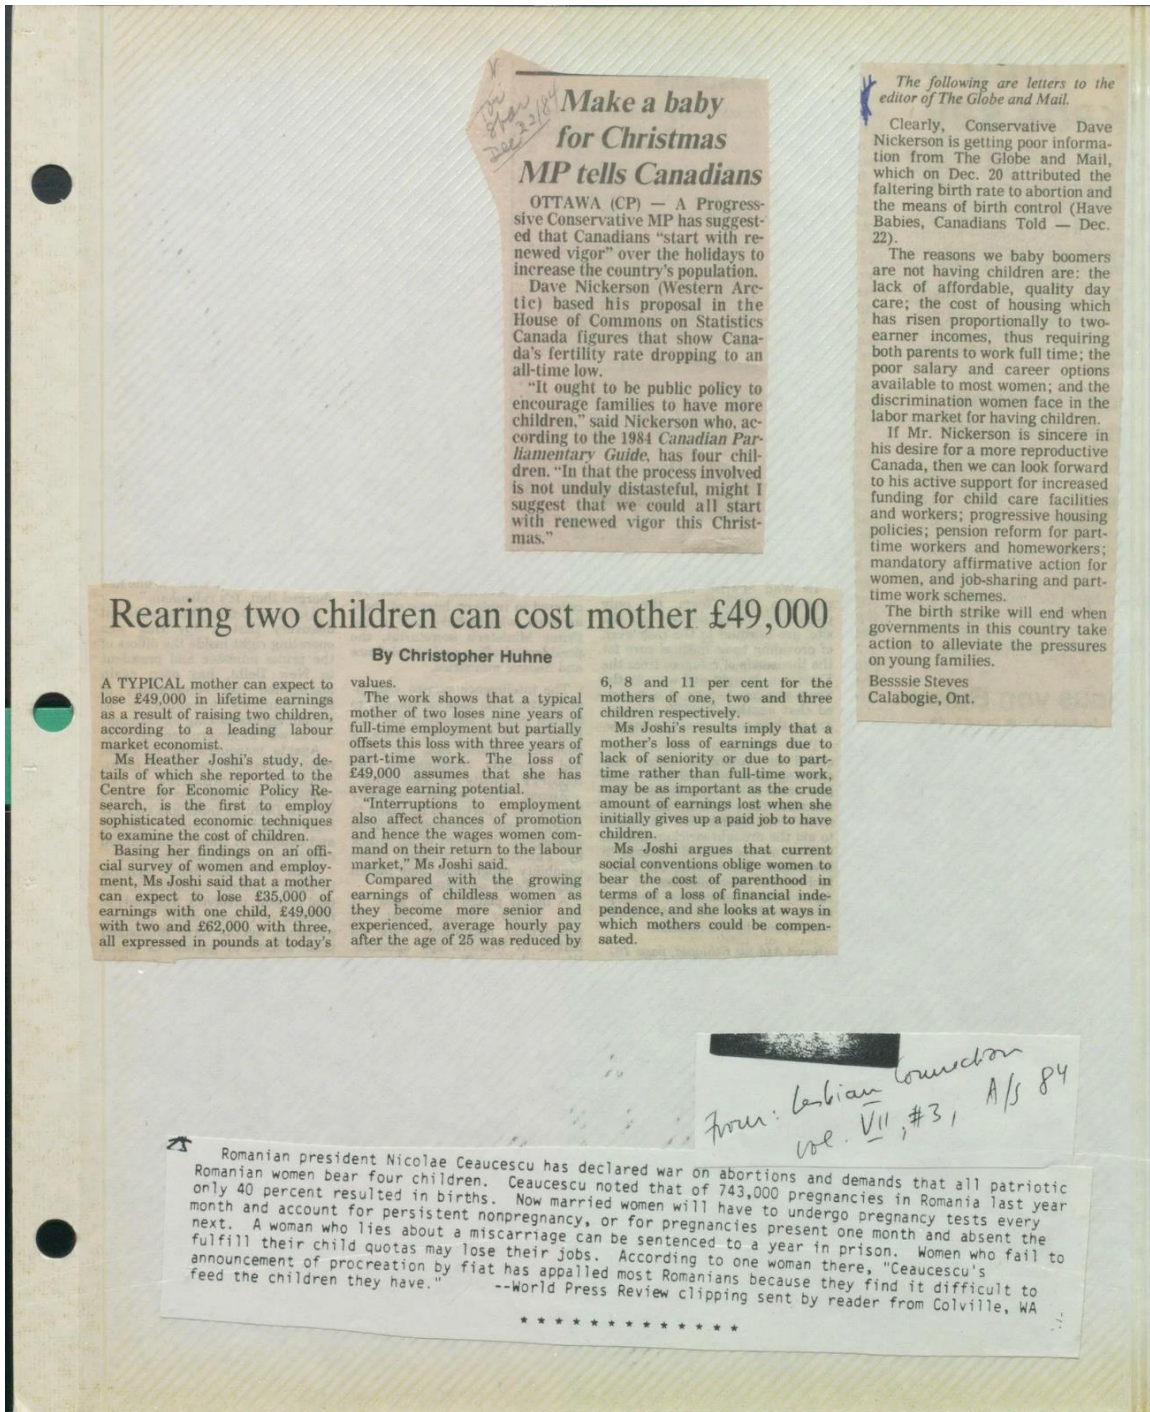 Tor
Star
Dec 22/84
Make a baby
for Christmas
MP tells Canadians
OTTAWA (CP) — A Progres-
sive Conservative MP has suggest-
ed that Canadians “start with re-
newed vigor” over the holidays to
increase the country's population.
Dave Nickerson (Western Arc-
tic) based his proposal in the
House of Commons on Statistics
Canada figures that show Cana-
da's fertility rate dropping to an
all-time low.
“It ought to be public policy to
encourage families to have more
children,” said Nickerson who, ac-
cording to the 1984 Canadian Par-
liamentary Guide, has four chil-
dren. “In that the process involved
is not unduly distasteful, might I
suggest that we could all start
with renewed vigor this Christ-
mas.”
The following are letters to the
editor of The Globe and Mail.
Clearly, Conservative Dave
Nickerson is getting poor informa-
tion from The Globe and Mail,
which on Dec. 20 attributed the
faltering birth rate to abortion and
the means of birth control (Have
Babies, Canadians Told — Dec.
22).
The reasons we baby boomers
are not having children are: the
lack of affordable, quality day
care; the cost of housing which
has risen proportionally to two-
earner incomes, thus requiring
both parents to work full time; the
poor salary and career options
available to most women; and the
discrimination women face in the
labor market for having children.
If Mr. Nickerson is sincere in
his desire for a more reproductive
Canada, then we can look forward
to his active support for increased
funding for child care facilities
and workers; progressive housing
policies; pension reform for part-
time workers and homeworkers;
mandatory affirmative action for
women, and job-sharing and part-
time work schemes.
The birth strike will end when
governments in this country take
action to alleviate the pressures
on young families.
Besssie Steves
Calabogie, Ont.
Rearing two children can cost mother £49,000
By Christopher Huhne
A TYPICAL mother can expect to
lose £49,000 in lifetime earnings
as a result of raising two children,
according to a leading labour
market economist.
Ms Heather Joshi's study, de-
tails of which she reported to the
Centre for Economic Policy Re-
search, is the first to employ
sophisticated economic techniques
to examine the cost of children.
Basing her findings on an offi-
cial survey of women and employ-
ment, Ms Joshi said that a mother
can expect to lose £35,000 of
earnings with one child, £49,000
with two and £62,000 with three,
all expressed in pounds at today's
values.
The work shows that a typical
mother of two loses nine years of
full-time employment but partially
offsets this loss with three years of
part-time work. The loss of
£49,000 assumes that she has
average earning potential.
“Interruptions to employment
also affect chances of promotion
and hence the wages women com-
mand on their return to the labour
market,” Ms Joshi said.
Compared with the growing
earnings of childless women as
they become more senior and
experienced, average hourly pay
after the age of 25 was reduced by
6, 8 and 11 per cent for the
mothers of one, two and three
children respectively.
Ms Joshi's results imply that a
mother's loss of earnings due to
lack of seniority or due to part-
time rather than full-time work,
may be as important as the crude
amount of earnings lost when she
initially gives up a paid job to have
children.
Ms Joshi argues that current
social conventions oblige women to
bear the cost of parenthood in
terms of a loss of financial inde-
pendence, and she looks at ways in
which mothers could be compen-
sated.
From: Lesbian Connection
vol. VII, #3, A/S 84
Romanian president Nicolae Ceaucescu has declared war on abortions and demands that all patriotic
Romanian women bear four children. Ceaucescu noted that of 743,000 pregnancies in Romania last year
only 40 percent resulted in births. Now married women will have to undergo pregnancy tests every
month and account for persistent nonpregnancy, or for pregnancies present one month and absent the
next. A woman who lies about a miscarriage can be sentenced to a year in prison. Women who fail to
fulfill their child quotas may lose their jobs. According to one woman there, "Ceaucescu's
announcement of procreation by fiat has appalled most Romanians because they find it difficult to
feed the children they have." --World Press Review clipping sent by reader from Colville, WA
* * * * * * * * * * * * *